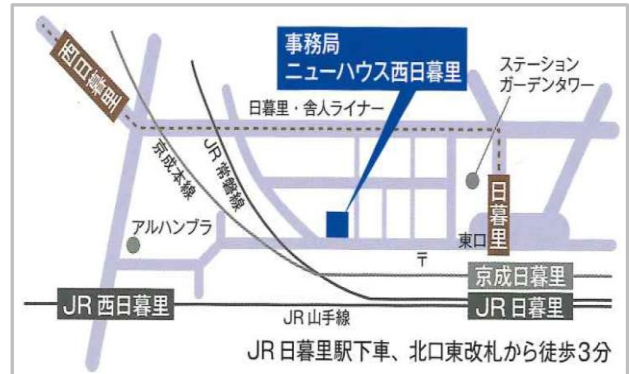 事務局
ニューハウス西日暮里
ステーション
ガーデンタワー
西日暮里
日暮里・舎人ライナー
京成本線
JR常磐線
アルハンブラ
日暮里
東口
〒
京成日暮里
JR西日暮里
JR日暮里
JR山手線
JR日暮里駅下車、北口東改札から徒歩3分